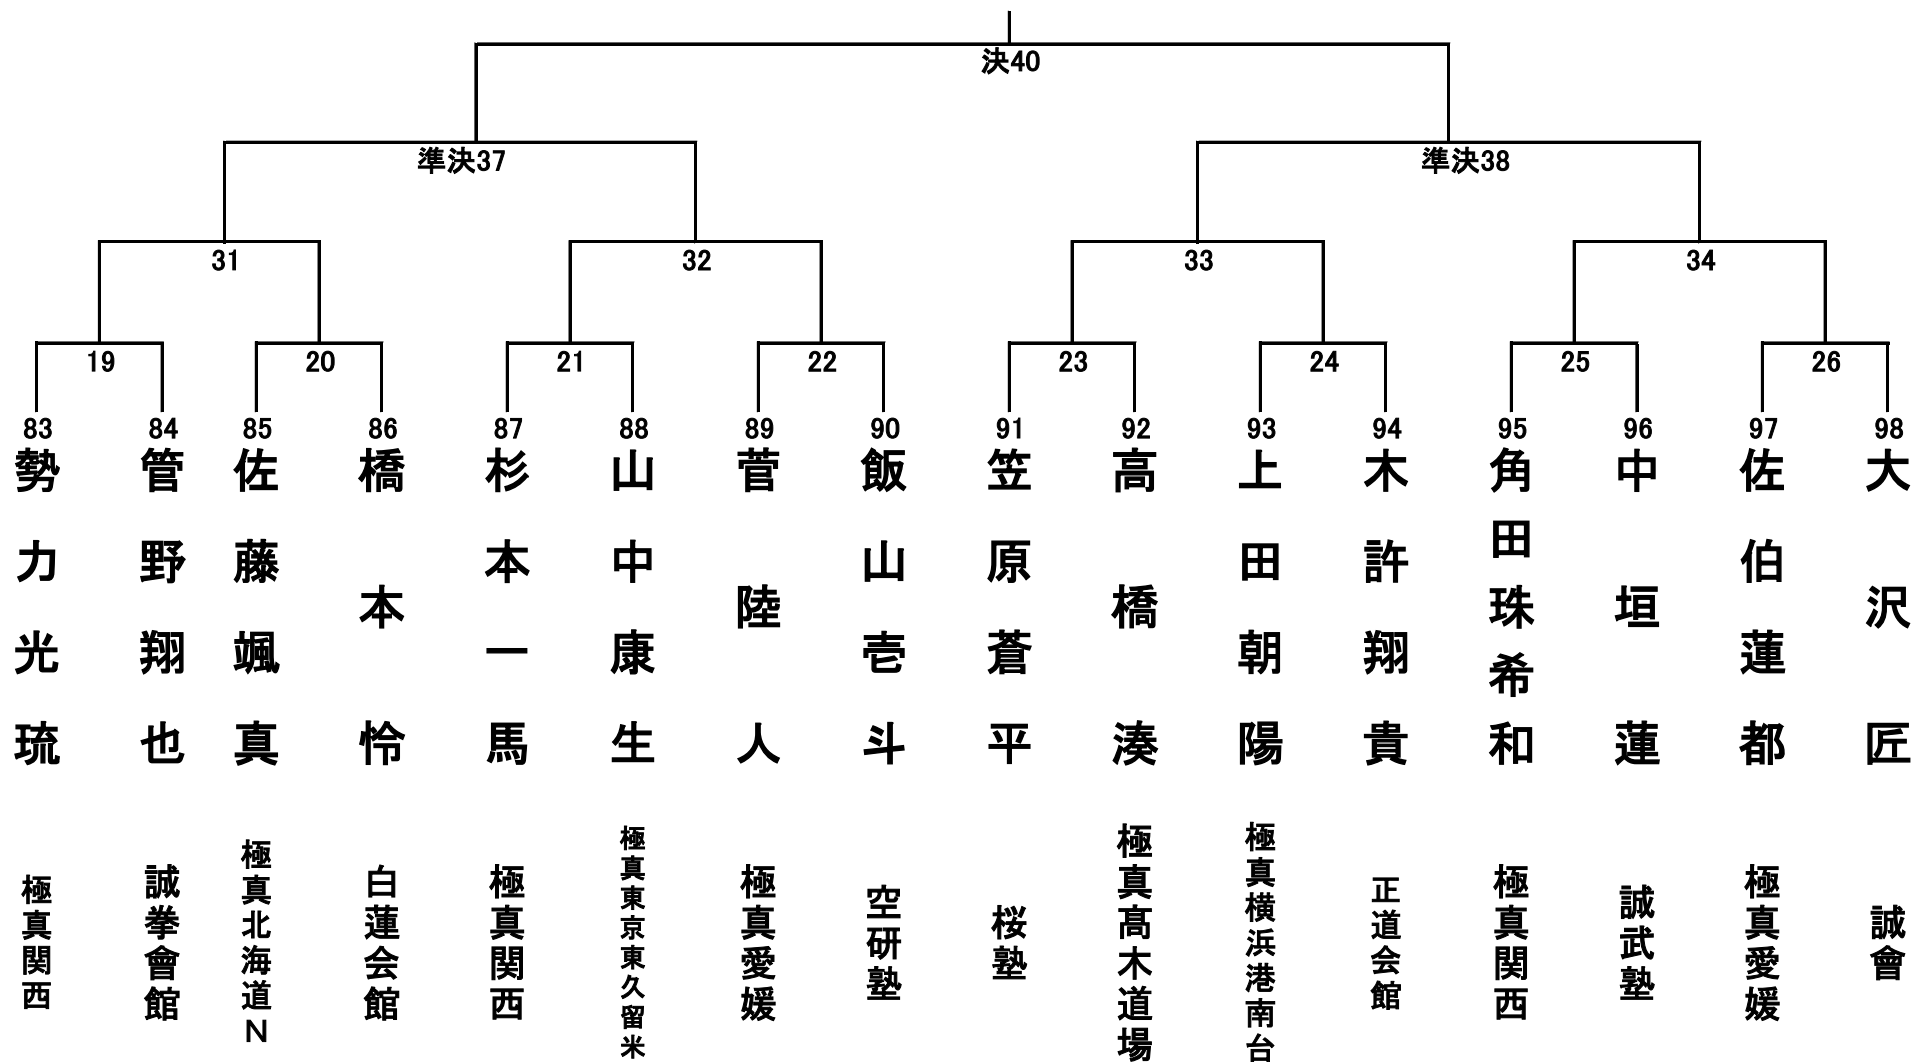 決40
準決37
準決38
31
32
33
34
19
20
21
22
23
24
25
26
83
84
85
86
87
88
89
90
91
92
93
94
95
96
97
98
勢力光琉
管野翔也
佐藤颯真
橋本怜
杉本一馬
山中康生
菅陸人
飯山壱斗
笠原蒼平
高橋湊
上田朝陽
木許翔貴
角田珠希和
中垣蓮
佐伯蓮都
大沢匠
極真関西
誠拳會館
極真北海道N
白蓮会館
極真関西
極真東京東久留米
極真愛媛
空研塾
桜塾
極真髙木道場
極真横浜港南台
正道会館
極真関西
誠武塾
極真愛媛
誠會